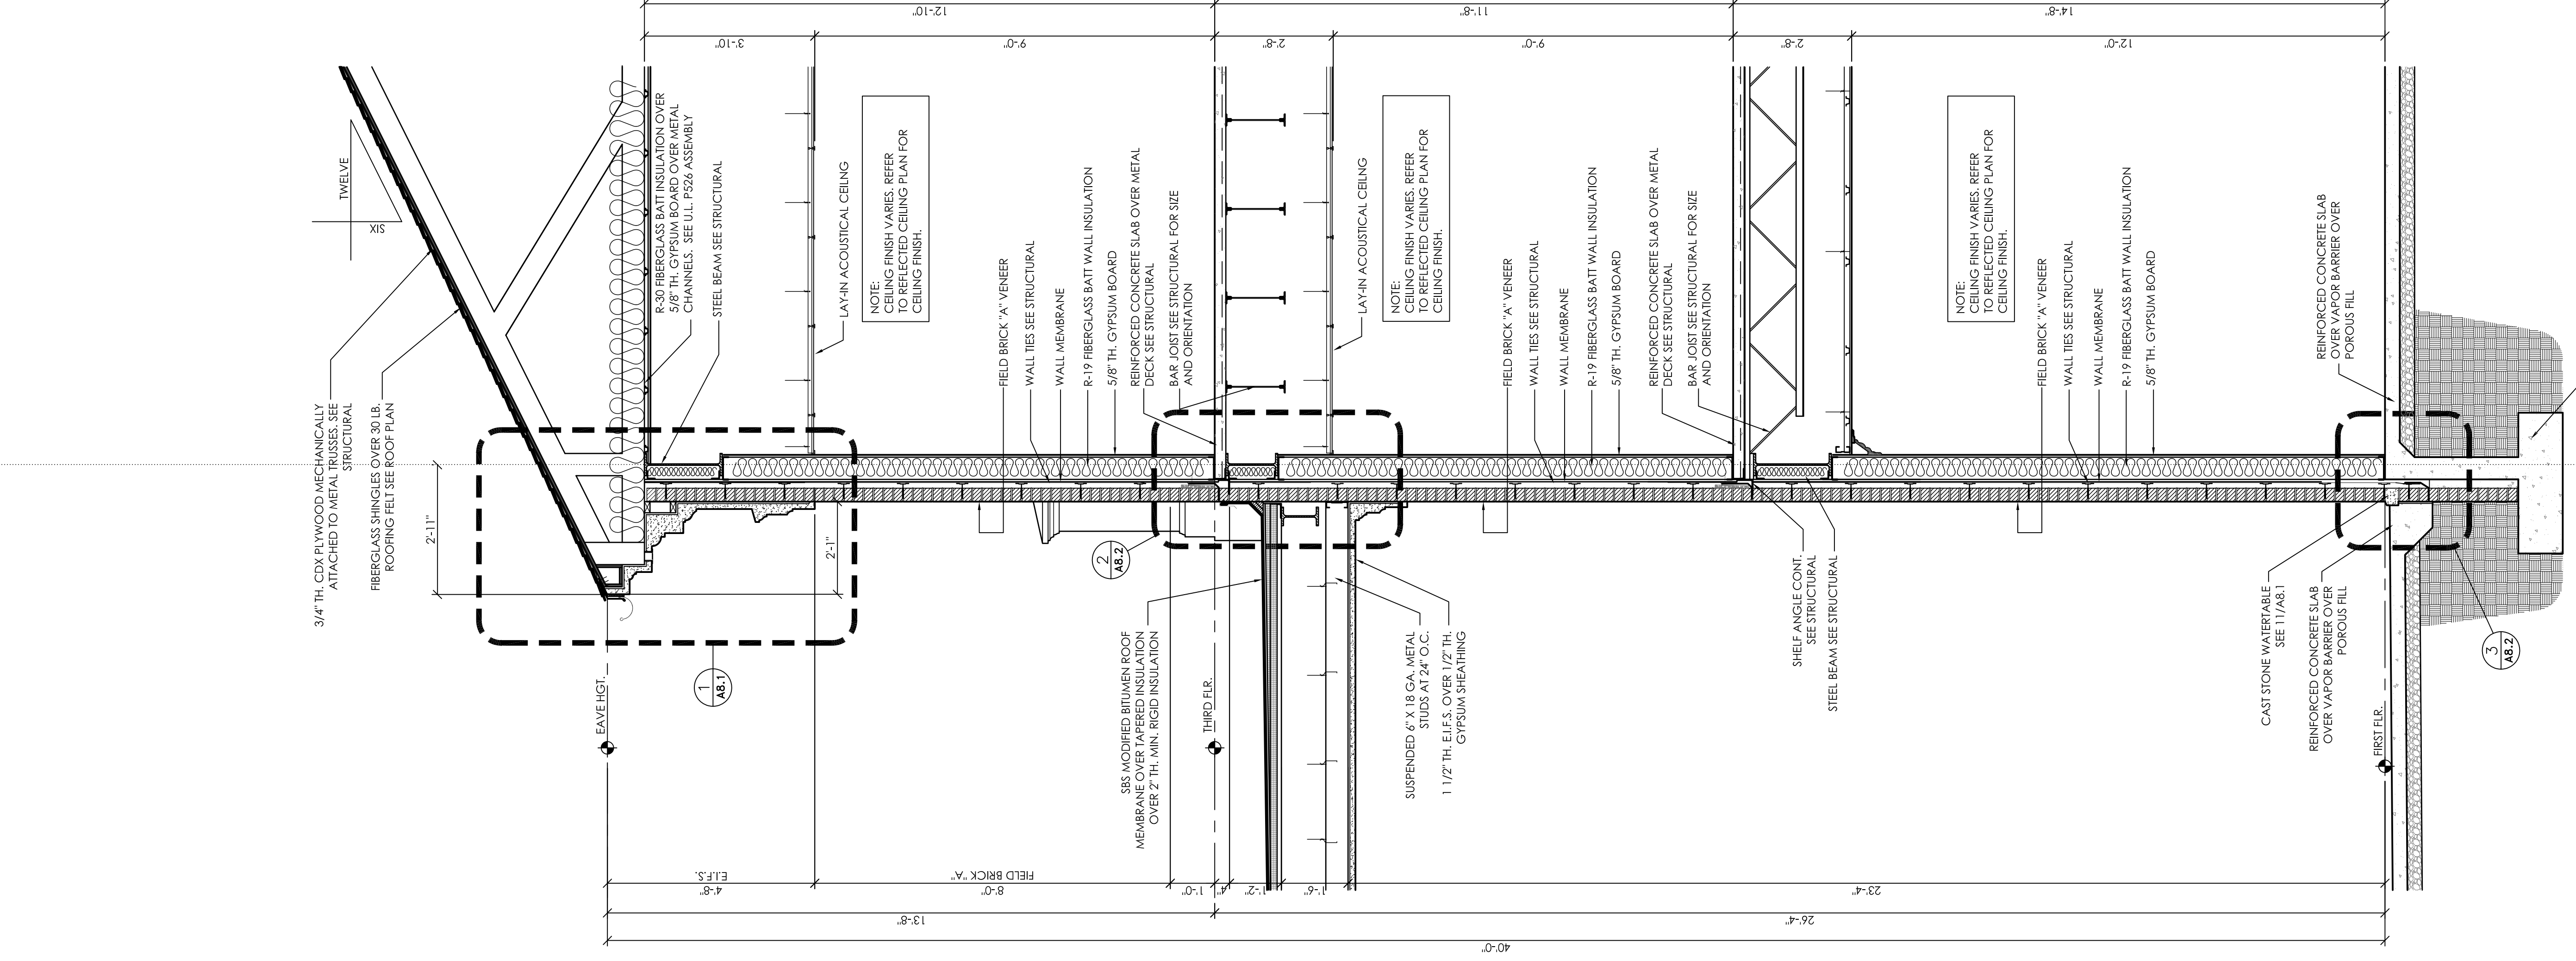 12'-10"
11'-8"
14'-8"
3'-10"
9'-0"
2'-8"
9'-0"
2'-8"
12'-0"
TWELVE
SIX
3/4" TH. CDX PLYWOOD MECHANICALLY
ATTACHED TO METAL TRUSSES. SEE
STRUCTURAL
FIBERGLASS SHINGLES OVER 30 LB.
ROOFING FELT SEE ROOF PLAN
R-30 FIBERGLASS BATT INSULATION OVER
5/8" TH. GYPSUM BOARD OVER METAL
CHANNELS. SEE U.L. P526 ASSEMBLY
STEEL BEAM SEE STRUCTURAL
LAY-IN ACOUSTICAL CEILNG
NOTE:
CEILING FINISH VARIES. REFER
TO REFLECTED CEILING PLAN FOR
CEILING FINISH.
FIELD BRICK "A" VENEER
WALL TIES SEE STRUCTURAL
WALL MEMBRANE
R-19 FIBERGLASS BATT WALL INSULATION
5/8" TH. GYPSUM BOARD
REINFORCED CONCRETE SLAB OVER METAL
DECK SEE STRUCTURAL
BAR JOIST SEE STRUCTURAL FOR SIZE
AND ORIENTATION
LAY-IN ACOUSTICAL CEILNG
NOTE:
CEILING FINISH VARIES. REFER
TO REFLECTED CEILING PLAN FOR
CEILING FINISH.
FIELD BRICK "A" VENEER
WALL TIES SEE STRUCTURAL
WALL MEMBRANE
R-19 FIBERGLASS BATT WALL INSULATION
5/8" TH. GYPSUM BOARD
REINFORCED CONCRETE SLAB OVER METAL
DECK SEE STRUCTURAL
BAR JOIST SEE STRUCTURAL FOR SIZE
AND ORIENTATION
NOTE:
CEILING FINISH VARIES. REFER
TO REFLECTED CEILING PLAN FOR
CEILING FINISH.
FIELD BRICK "A" VENEER
WALL TIES SEE STRUCTURAL
WALL MEMBRANE
R-19 FIBERGLASS BATT WALL INSULATION
5/8" TH. GYPSUM BOARD
REINFORCED CONCRETE SLAB
OVER VAPOR BARRIER OVER
POROUS FILL
2'-11"
2'-1"
1
A8.1
2
A8.2
3
A8.2
EAVE HGT.
THIRD FLR.
FIRST FLR.
SBS MODIFIED BITUMEN ROOF
MEMBRANE OVER TAPERED INSULATION
OVER 2" TH. MIN. RIGID INSULATION
SUSPENDED 6" X 18 GA. METAL
STUDS AT 24" O.C.
1 1/2" TH. E.I.F.S. OVER 1/2" TH.
GYPSUM SHEATHING
SHELF ANGLE CONT.
SEE STRUCTURAL
STEEL BEAM SEE STRUCTURAL
CAST STONE WATERTABLE
SEE 11/A8.1
REINFORCED CONCRETE SLAB
OVER VAPOR BARRIER OVER
POROUS FILL
E.I.F.S.
4'-8"
FIELD BRICK "A"
8'-0"
1'-0"
4"
1'-2"
1'-6"
23'-4"
13'-8"
26'-4"
40'-0"